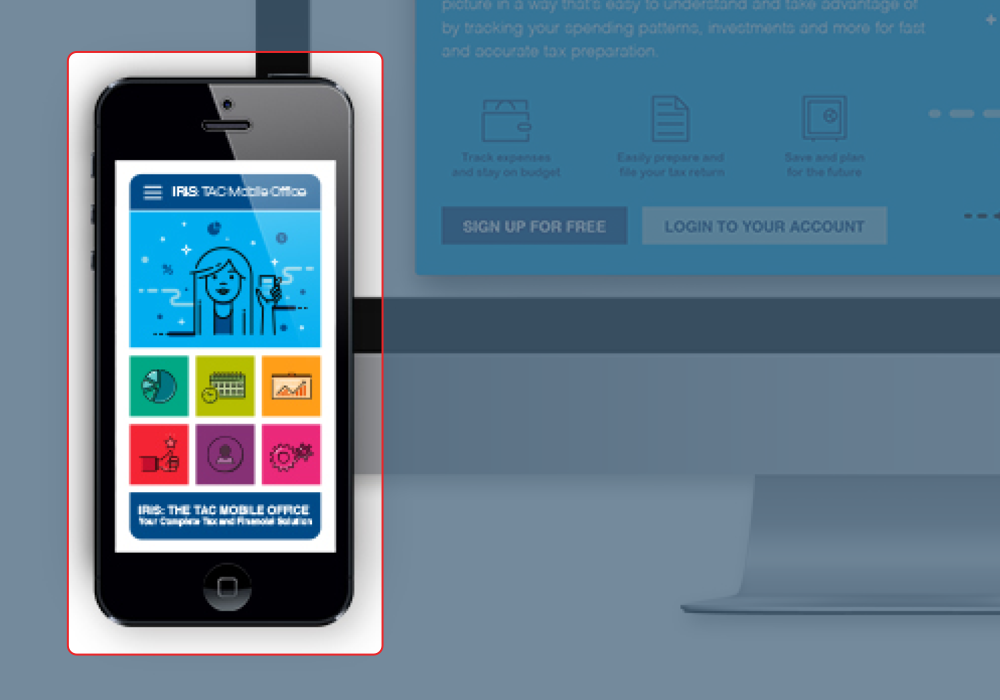 picture in a way that's easy to understand and take advantage of
by tracking your spending patterns, investments and more for fast
and accurate tax preparation.
Track expenses
and stay on budget
Easily prepare and
file your tax return
Save and plan
for the future
SIGN UP FOR FREE
LOGIN TO YOUR ACCOUNT
IRIS: TAC Mobile Office
%
$
IRIS: THE TAC MOBILE OFFICE
Your Complete Tax and Financial Solution